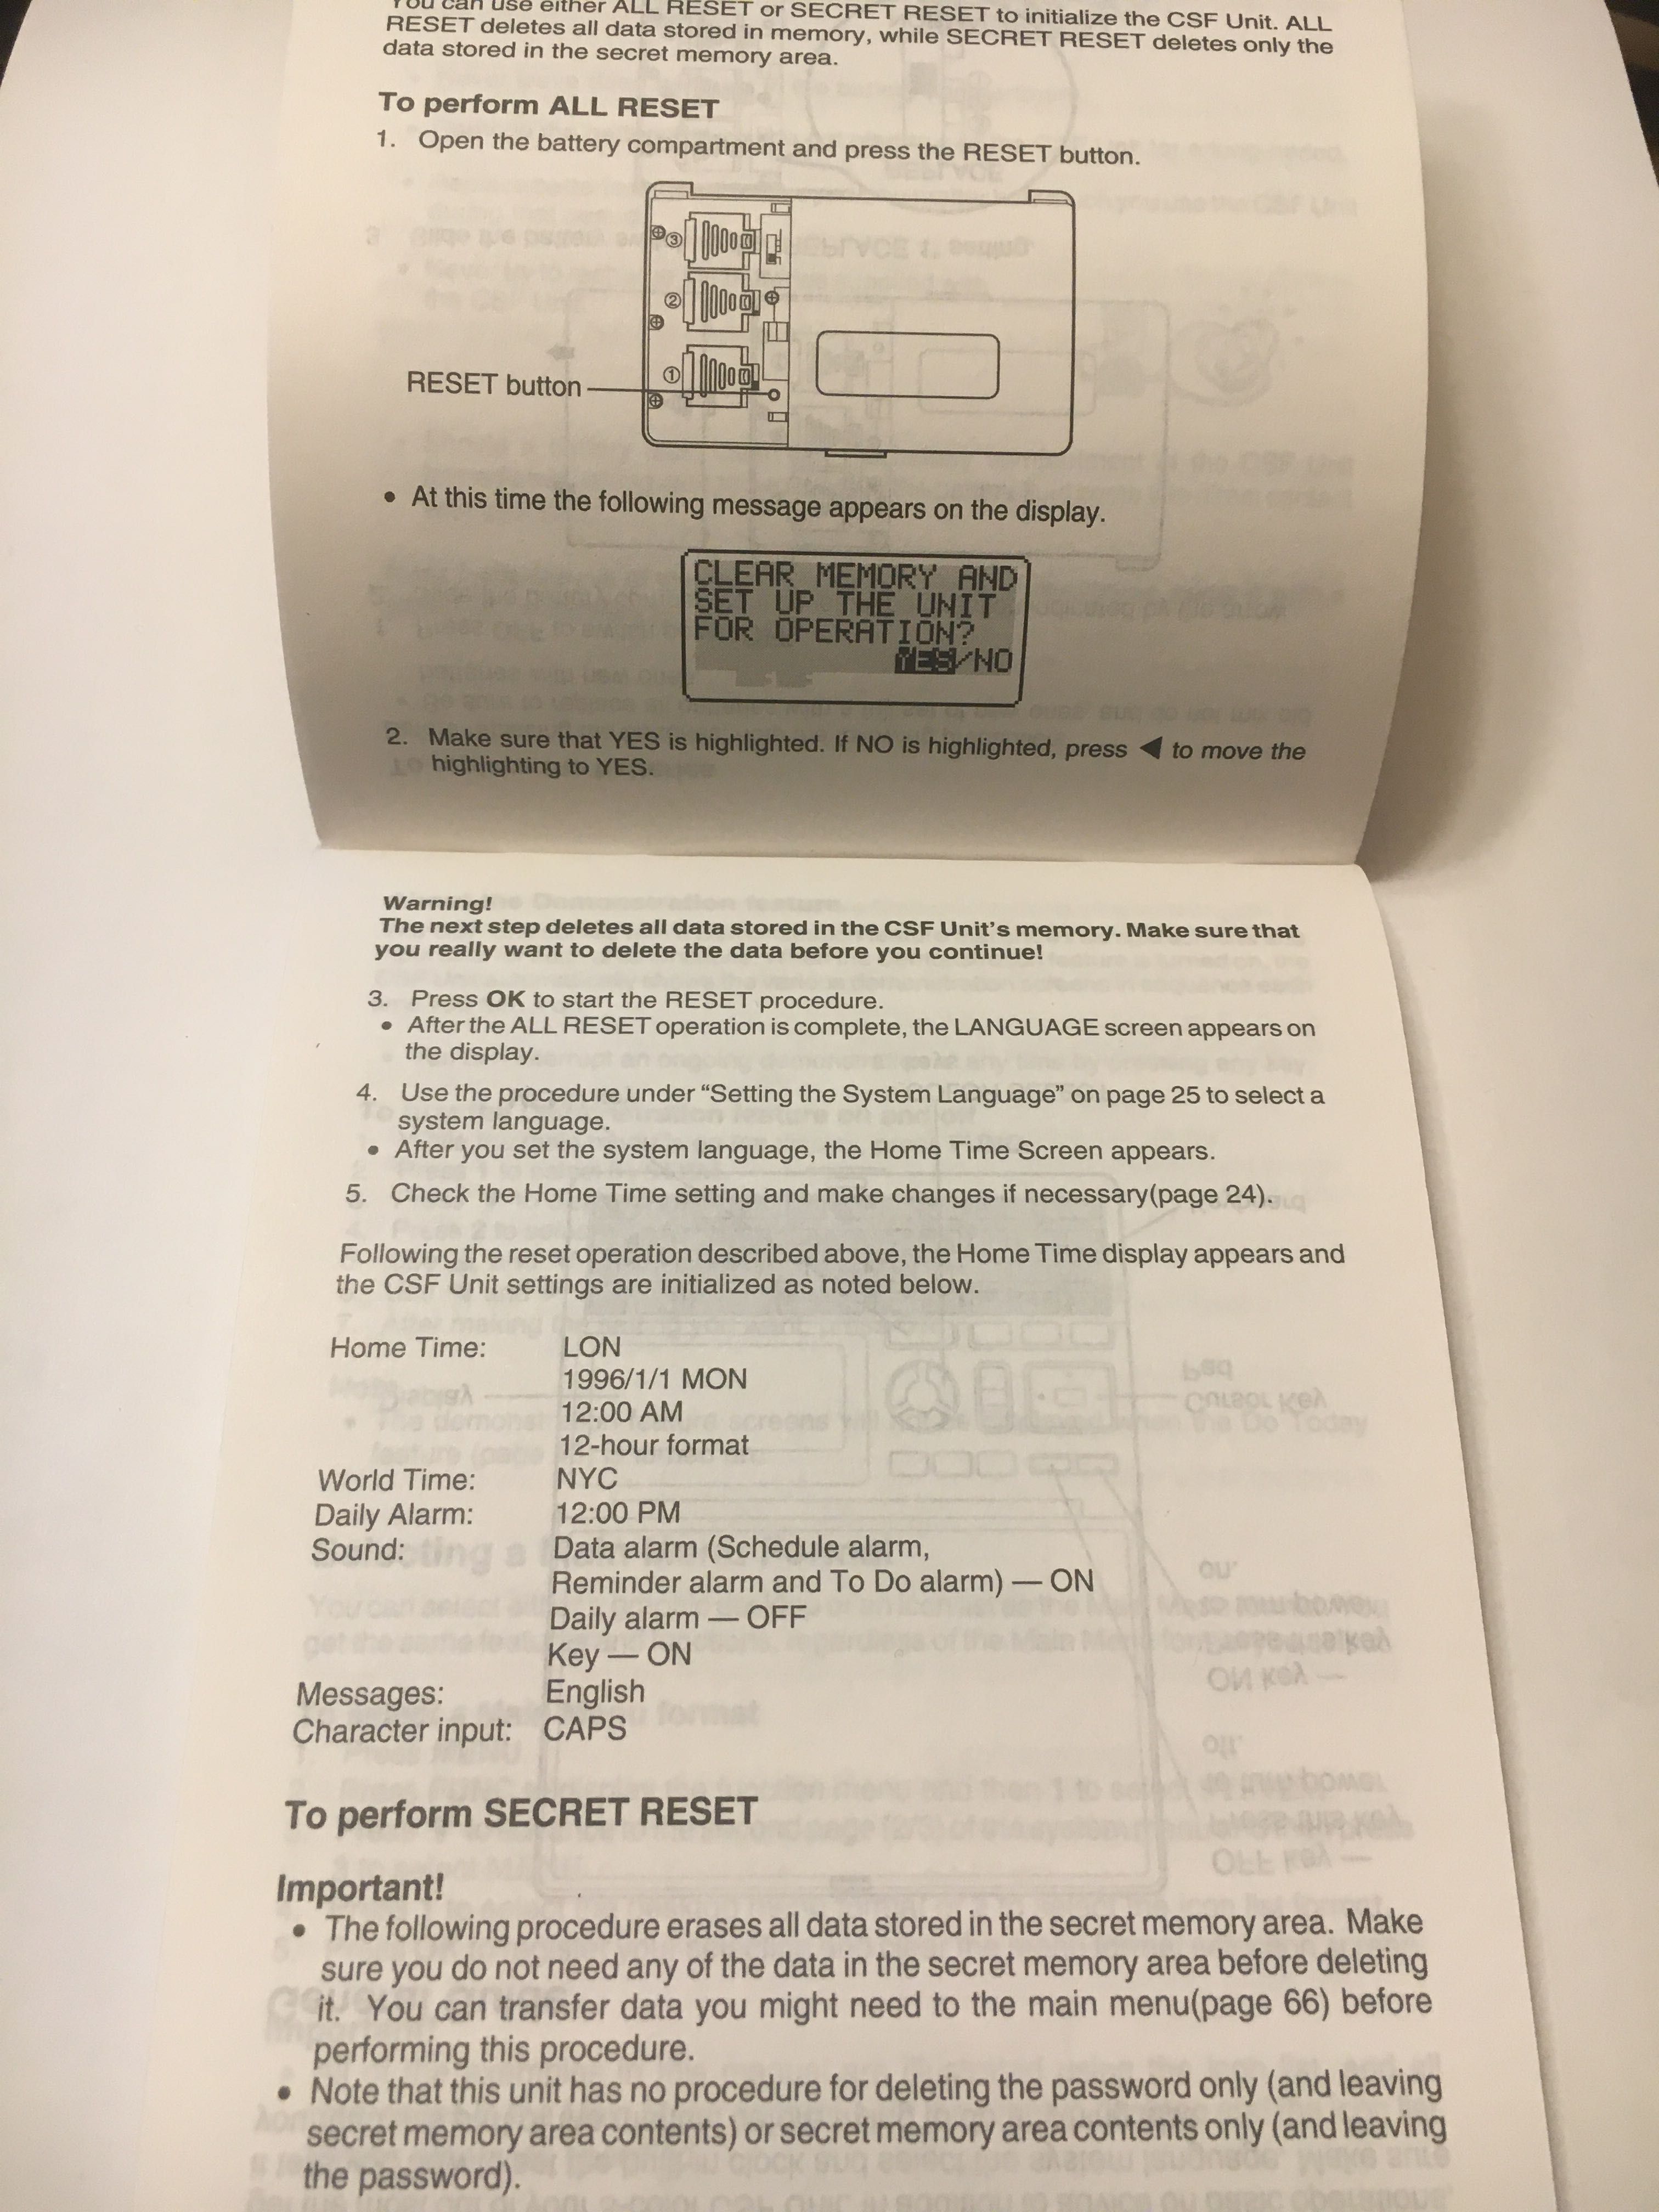 You can use either ALL RESET or SECRET RESET to initialize the CSF Unit. ALL
RESET deletes all data stored in memory, while SECRET RESET deletes only the
data stored in the secret memory area.
To perform ALL RESET
1. Open the battery compartment and press the RESET button.
③
②
①
RESET button
• At this time the following message appears on the display.
CLEAR MEMORY AND
SET UP THE UNIT
FOR OPERATION?
YES/NO
2. Make sure that YES is highlighted. If NO is highlighted, press ◀ to move the
highlighting to YES.
Warning!
The next step deletes all data stored in the CSF Unit's memory. Make sure that
you really want to delete the data before you continue!
3. Press OK to start the RESET procedure.
• After the ALL RESET operation is complete, the LANGUAGE screen appears on
the display.
4. Use the procedure under “Setting the System Language” on page 25 to select a
system language.
• After you set the system language, the Home Time Screen appears.
5. Check the Home Time setting and make changes if necessary(page 24).
Following the reset operation described above, the Home Time display appears and
the CSF Unit settings are initialized as noted below.
Home Time: LON
1996/1/1 MON
12:00 AM
12-hour format
World Time: NYC
Daily Alarm: 12:00 PM
Sound: Data alarm (Schedule alarm,
Reminder alarm and To Do alarm) — ON
Daily alarm — OFF
Key — ON
Messages: English
Character input: CAPS
To perform SECRET RESET
Important!
• The following procedure erases all data stored in the secret memory area. Make
sure you do not need any of the data in the secret memory area before deleting
it. You can transfer data you might need to the main menu(page 66) before
performing this procedure.
• Note that this unit has no procedure for deleting the password only (and leaving
secret memory area contents) or secret memory area contents only (and leaving
the password).